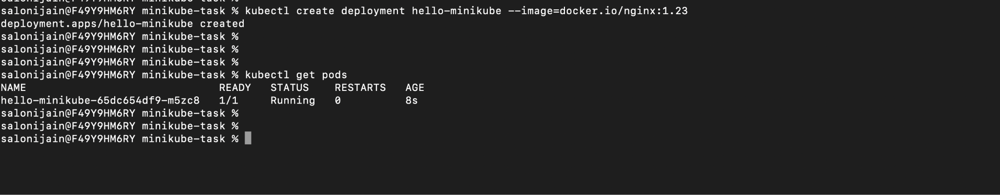 salonijain@F49Y9HM6RY minikube-task % kubectl create deployment hello-minikube --image=docker.io/nginx:1.23
deployment.apps/hello-minikube created
salonijain@F49Y9HM6RY minikube-task %
salonijain@F49Y9HM6RY minikube-task %
salonijain@F49Y9HM6RY minikube-task %
salonijain@F49Y9HM6RY minikube-task % kubectl get pods
NAME                              READY   STATUS    RESTARTS   AGE
hello-minikube-65dc654df9-m5zc8   1/1     Running   0          8s
salonijain@F49Y9HM6RY minikube-task %
salonijain@F49Y9HM6RY minikube-task %
salonijain@F49Y9HM6RY minikube-task %